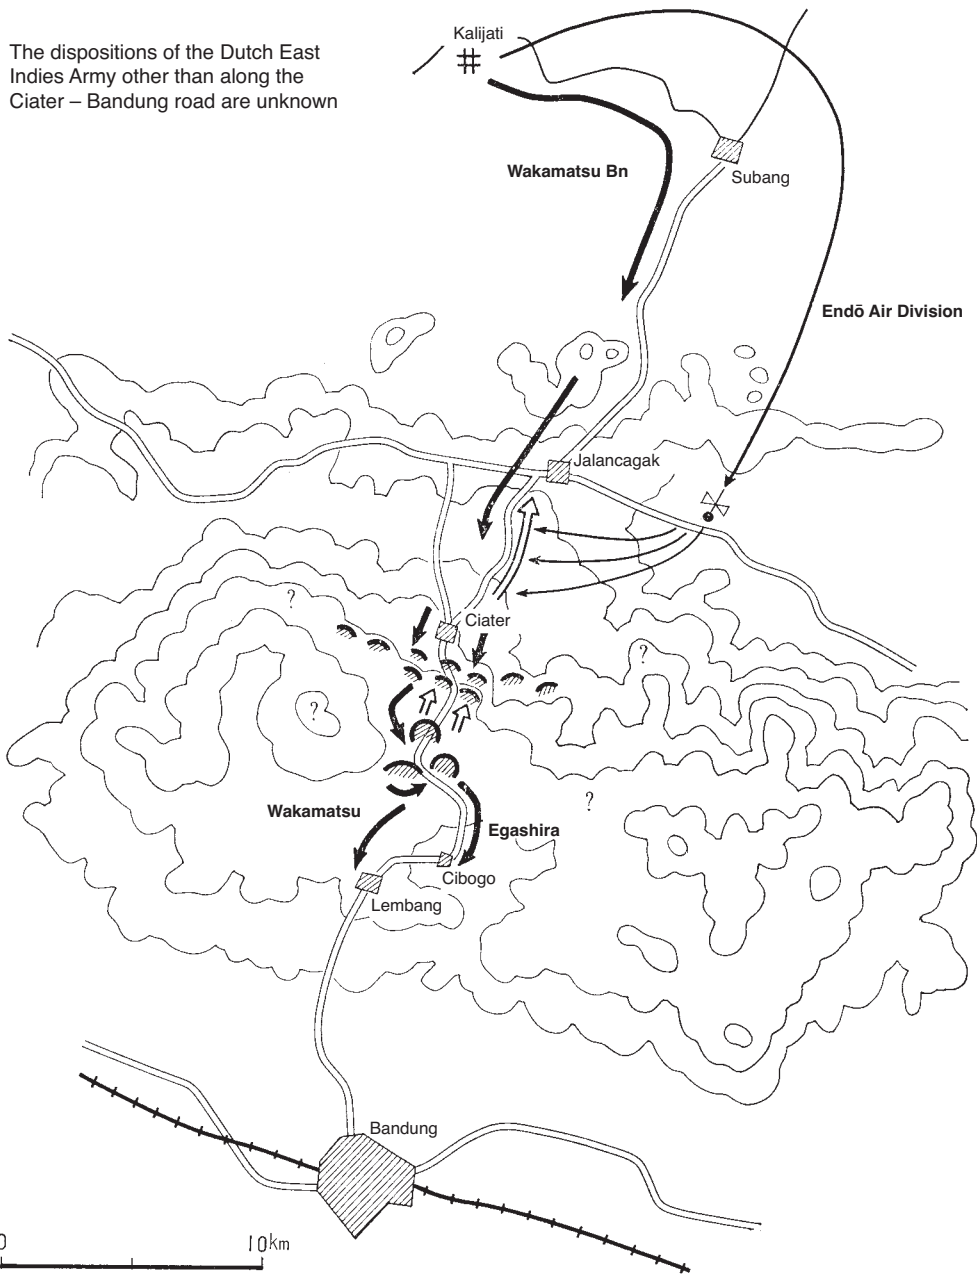 The dispositions of the Dutch East
Indies Army other than along the
Ciater – Bandung road are unknown
Kalijati
Wakamatsu Bn
Subang
Endō Air Division
Jalancagak
?
Ciater
?
?
?
Wakamatsu
Egashira
Cibogo
Lembang
Bandung
0
10km